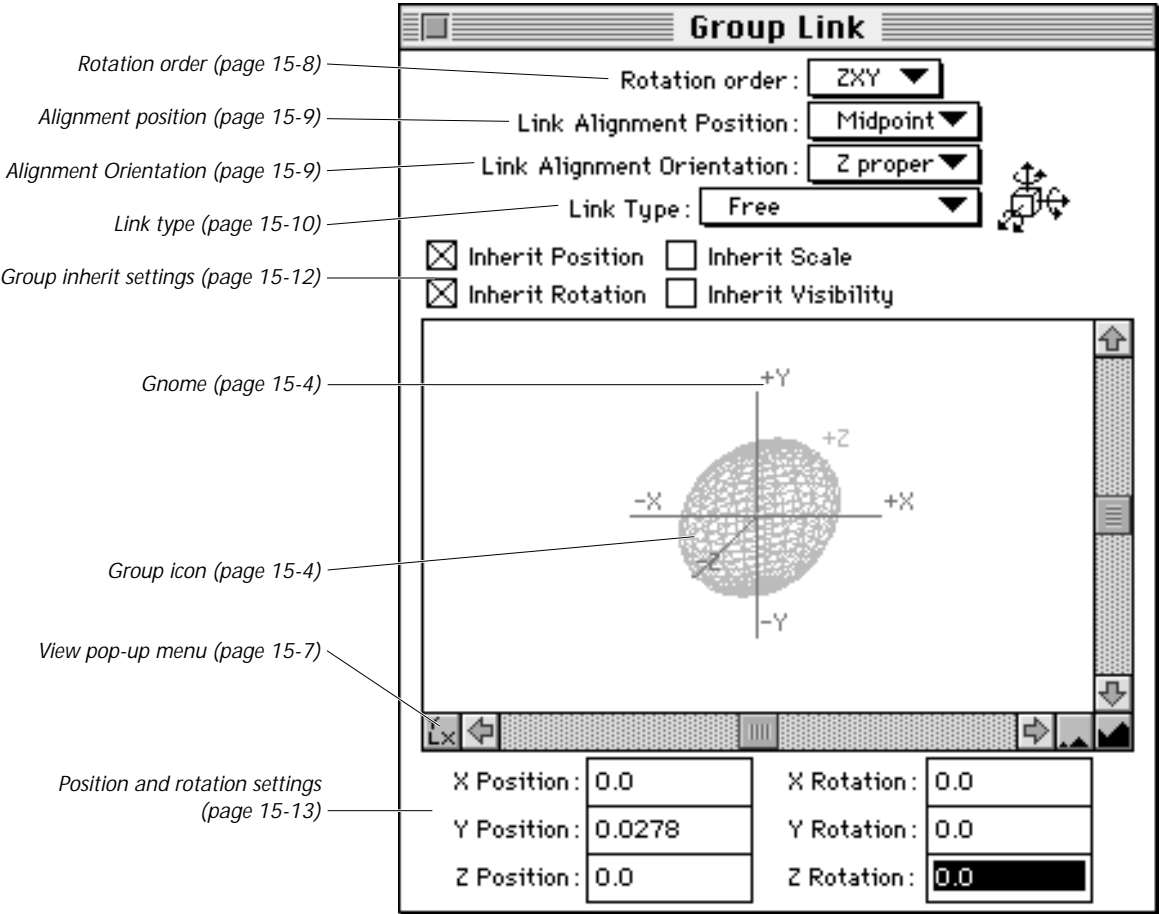 Group Link
Rotation order (page 15-8)
Rotation order: ZXY
Alignment position (page 15-9)
Link Alignment Position: Midpoint
Alignment Orientation (page 15-9)
Link Alignment Orientation: Z proper
Link type (page 15-10)
Link Type: Free
Group inherit settings (page 15-12)
Inherit Position Inherit Scale
Inherit Rotation Inherit Visibility
Gnome (page 15-4)
+Y
+Z
-X +X
-Z
Group icon (page 15-4)
-Y
View pop-up menu (page 15-7)
Lx
Position and rotation settings
(page 15-13)
X Position: 0.0 X Rotation: 0.0
Y Position: 0.0278 Y Rotation: 0.0
Z Position: 0.0 Z Rotation: 0.0